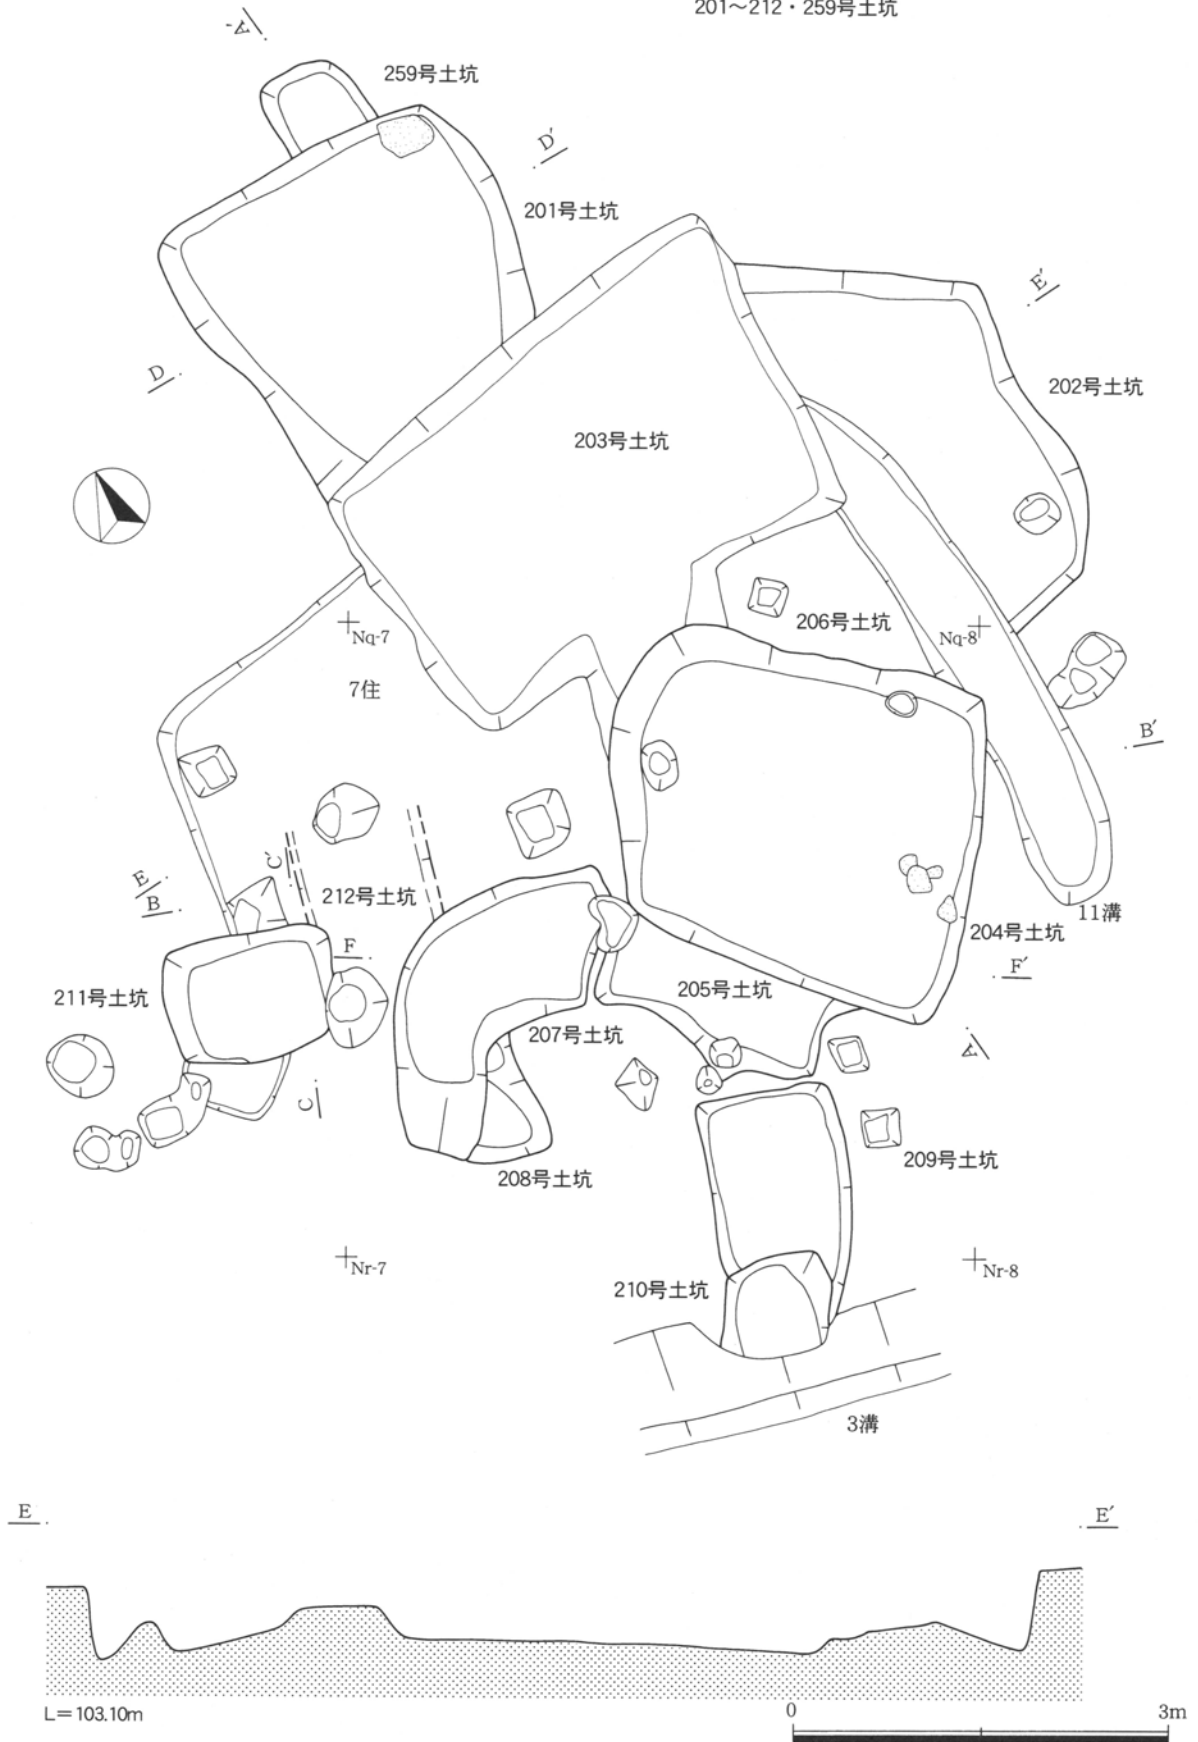 201〜212・259号土坑
A
259号土坑
D′
201号土坑
E′
D
202号土坑
203号土坑
Nq-7
206号土坑
Nq-8
7住
B′
C′
E
B
212号土坑
11溝
204号土坑
F
F′
211号土坑
205号土坑
207号土坑
A
C
209号土坑
208号土坑
Nr-7
Nr-8
210号土坑
3溝
E
E′
L=103.10m
0
3m